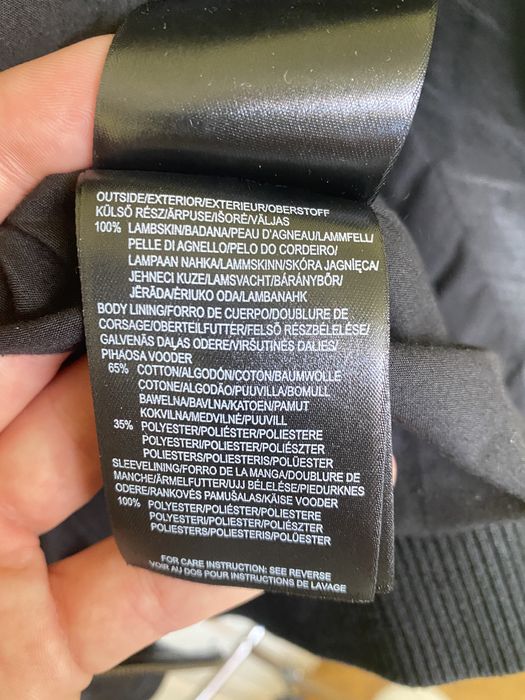 OUTSIDE/EXTERIOR/EXTERIEUR/OBERSTOFF
KÜLSŐ RÉSZ/ĀRPUSE/IŠORĖ/VÄLJAS
100% LAMBSKIN/BADANA/PEAU D'AGNEAU/LAMMFELL/
PELLE DI AGNELLO/PELO DO CORDEIRO/
LAMPAAN NAHKA/LAMMSKINN/SKÓRA JAGNIĘCA/
JEHNECI KUZE/LAMSVACHT/BÁRÁNYBŐR/
JĒRĀDA/ĖRIUKO ODA/LAMBANAHK
BODY LINING/FORRO DE CUERPO/DOUBLURE DE
CORSAGE/OBERTEILFUTTER/FELSŐ RÉSZBÉLELÉSE/
GALVENĀS DAĻAS ODERE/VIRŠUTINĖS DALIES/
PIHAOSA VOODER
65% COTTON/ALGODÓN/COTON/BAUMWOLLE
COTONE/ALGODÃO/PUUVILLA/BOMULL
BAWEŁNA/BAVLNA/KATOEN/PAMUT
KOKVILNA/MEDVILNĖ/PUUVILL
35% POLYESTER/POLIÉSTER/POLIESTERE
POLYESTERI/POLYESTER/POLIÉSZTER
POLIESTERS/POLIESTERIS/POLÜESTER
SLEEVELINING/FORRO DE LA MANGA/DOUBLURE DE
MANCHE/ÄRMELFUTTER/UJJ BÉLELÉSE/PIEDURKNES
ODERE/RANKOVĖS PAMUŠALAS/KÄISE VOODER
100% POLYESTER/POLIÉSTER/POLIESTERE
POLYESTERI/POLYESTER/POLIÉSZTER
POLIESTERS/POLIESTERIS/POLÜESTER
FOR CARE INSTRUCTION: SEE REVERSE
VOIR AU DOS POUR INSTRUCTIONS DE LAVAGE